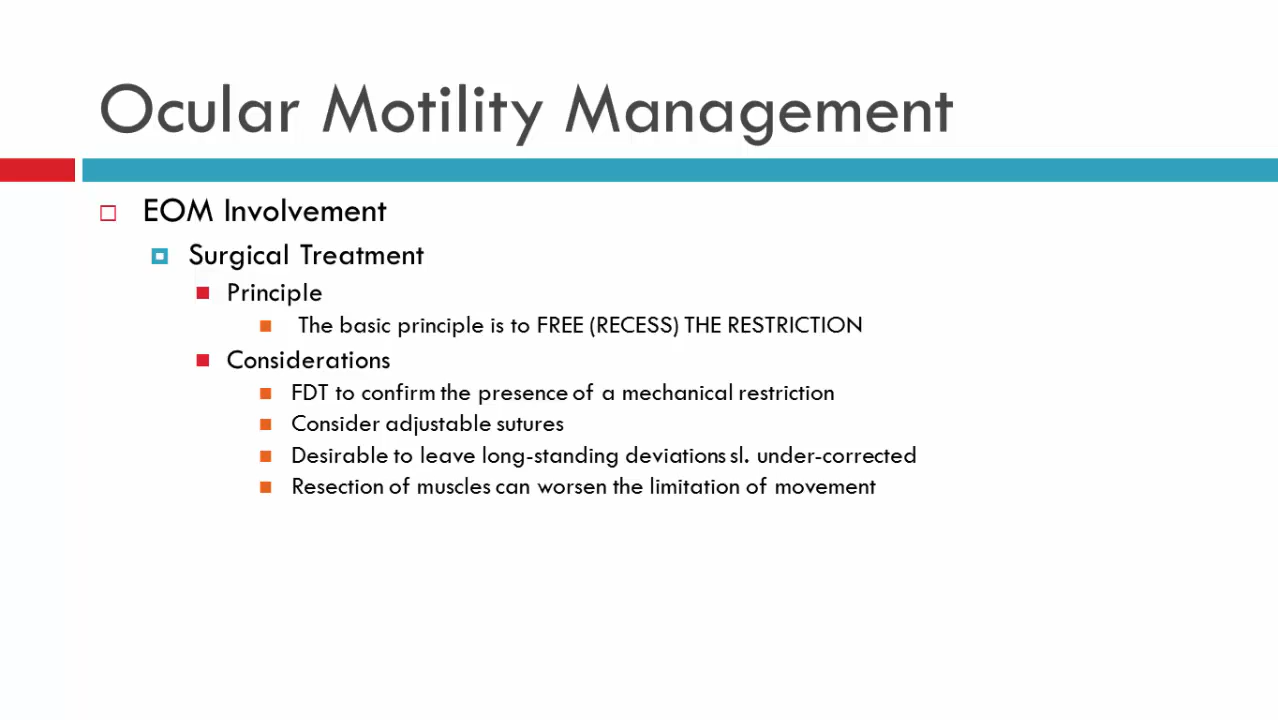 Ocular Motility Management
EOM Involvement
Surgical Treatment
Principle
The basic principle is to FREE (RECESS) THE RESTRICTION
Considerations
FDT to confirm the presence of a mechanical restriction
Consider adjustable sutures
Desirable to leave long-standing deviations sl. under-corrected
Resection of muscles can worsen the limitation of movement